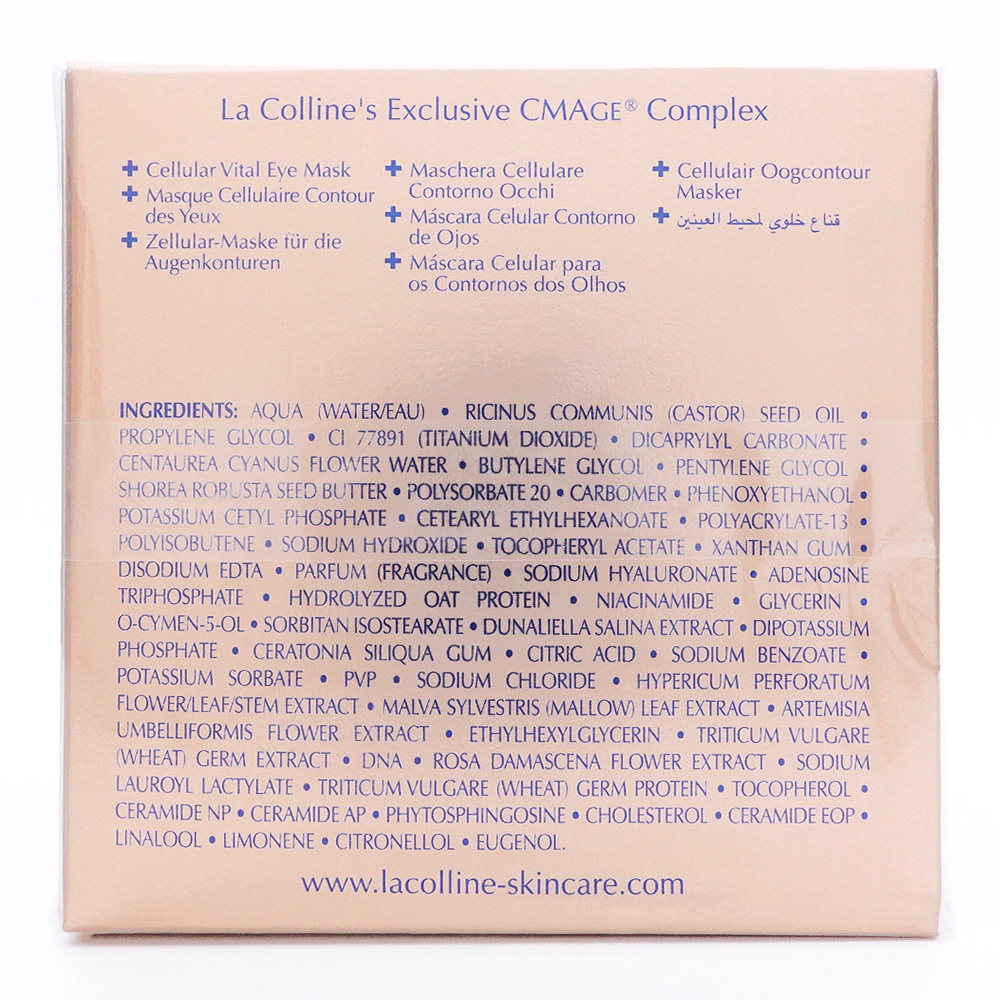 La Colline's Exclusive CMAGE® Complex
✚ Cellular Vital Eye Mask
✚ Masque Cellulaire Contour
des Yeux
✚ Zellular-Maske für die
Augenkonturen
✚ Maschera Cellulare
Contorno Occhi
✚ Máscara Celular Contorno
de Ojos
✚ Máscara Celular para
os Contornos dos Olhos
✚ Cellulair Oogcontour
Masker
✚ قناع خلوي لمحيط العينين
INGREDIENTS: AQUA (WATER/EAU) • RICINUS COMMUNIS (CASTOR) SEED OIL •
PROPYLENE GLYCOL • CI 77891 (TITANIUM DIOXIDE) • DICAPRYLYL CARBONATE •
CENTAUREA CYANUS FLOWER WATER • BUTYLENE GLYCOL • PENTYLENE GLYCOL •
SHOREA ROBUSTA SEED BUTTER • POLYSORBATE 20 • CARBOMER • PHENOXYETHANOL •
POTASSIUM CETYL PHOSPHATE • CETEARYL ETHYLHEXANOATE • POLYACRYLATE-13 •
POLYISOBUTENE • SODIUM HYDROXIDE • TOCOPHERYL ACETATE • XANTHAN GUM •
DISODIUM EDTA • PARFUM (FRAGRANCE) • SODIUM HYALURONATE • ADENOSINE
TRIPHOSPHATE • HYDROLYZED OAT PROTEIN • NIACINAMIDE • GLYCERIN •
O-CYMEN-5-OL • SORBITAN ISOSTEARATE • DUNALIELLA SALINA EXTRACT • DIPOTASSIUM
PHOSPHATE • CERATONIA SILIQUA GUM • CITRIC ACID • SODIUM BENZOATE •
POTASSIUM SORBATE • PVP • SODIUM CHLORIDE • HYPERICUM PERFORATUM
FLOWER/LEAF/STEM EXTRACT • MALVA SYLVESTRIS (MALLOW) LEAF EXTRACT • ARTEMISIA
UMBELLIFORMIS FLOWER EXTRACT • ETHYLHEXYLGLYCERIN • TRITICUM VULGARE
(WHEAT) GERM EXTRACT • DNA • ROSA DAMASCENA FLOWER EXTRACT • SODIUM
LAUROYL LACTYLATE • TRITICUM VULGARE (WHEAT) GERM PROTEIN • TOCOPHEROL •
CERAMIDE NP • CERAMIDE AP • PHYTOSPHINGOSINE • CHOLESTEROL • CERAMIDE EOP •
LINALOOL • LIMONENE • CITRONELLOL • EUGENOL.
www.lacolline-skincare.com